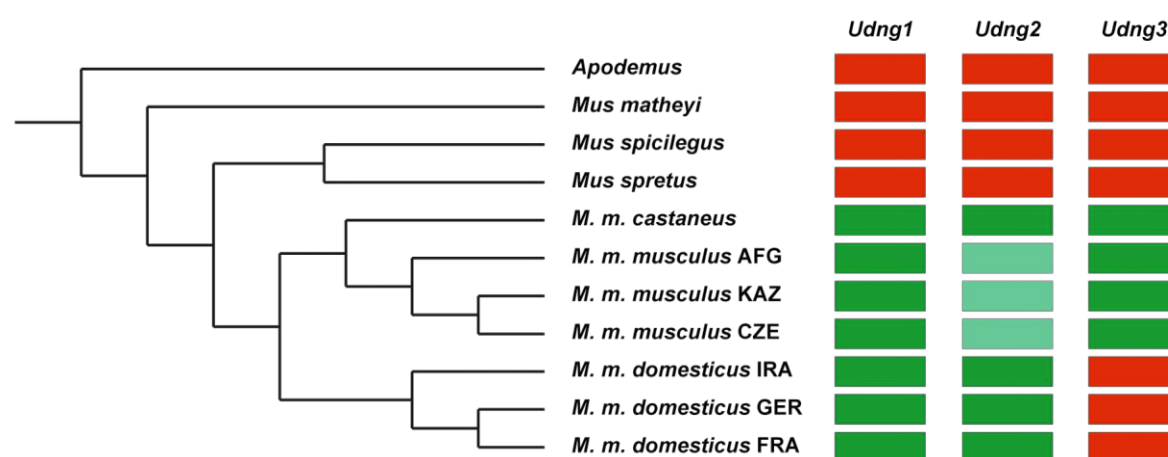 Udng1 Udng2 Udng3
Apodemus
Mus matheyi
Mus spicilegus
Mus spretus
M. m. castaneus
M. m. musculus AFG
M. m. musculus KAZ
M. m. musculus CZE
M. m. domesticus IRA
M. m. domesticus GER
M. m. domesticus FRA